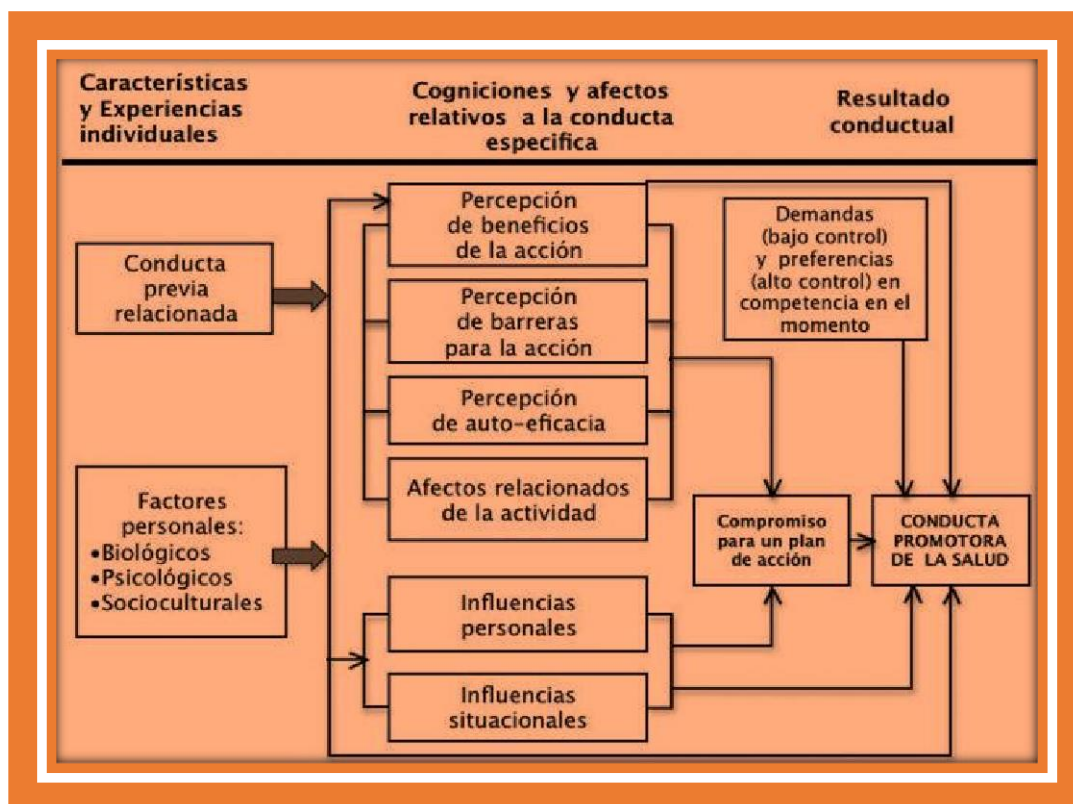 Características
y Experiencias
individuales
Cogniciones y afectos
relativos a la conducta
especifica
Resultado
conductual
Conducta
previa
relacionada
Factores
personales:
•Biológicos
•Psicológicos
•Socioculturales
Percepción
de beneficios
de la acción
Percepción
de barreras
para la acción
Percepción
de auto-eficacia
Afectos relacionados
de la actividad
Influencias
personales
Influencias
situacionales
Demandas
(bajo control)
y preferencias
(alto control) en
competencia en el
momento
Compromiso
para un plan
de acción
CONDUCTA
PROMOTORA
DE LA SALUD